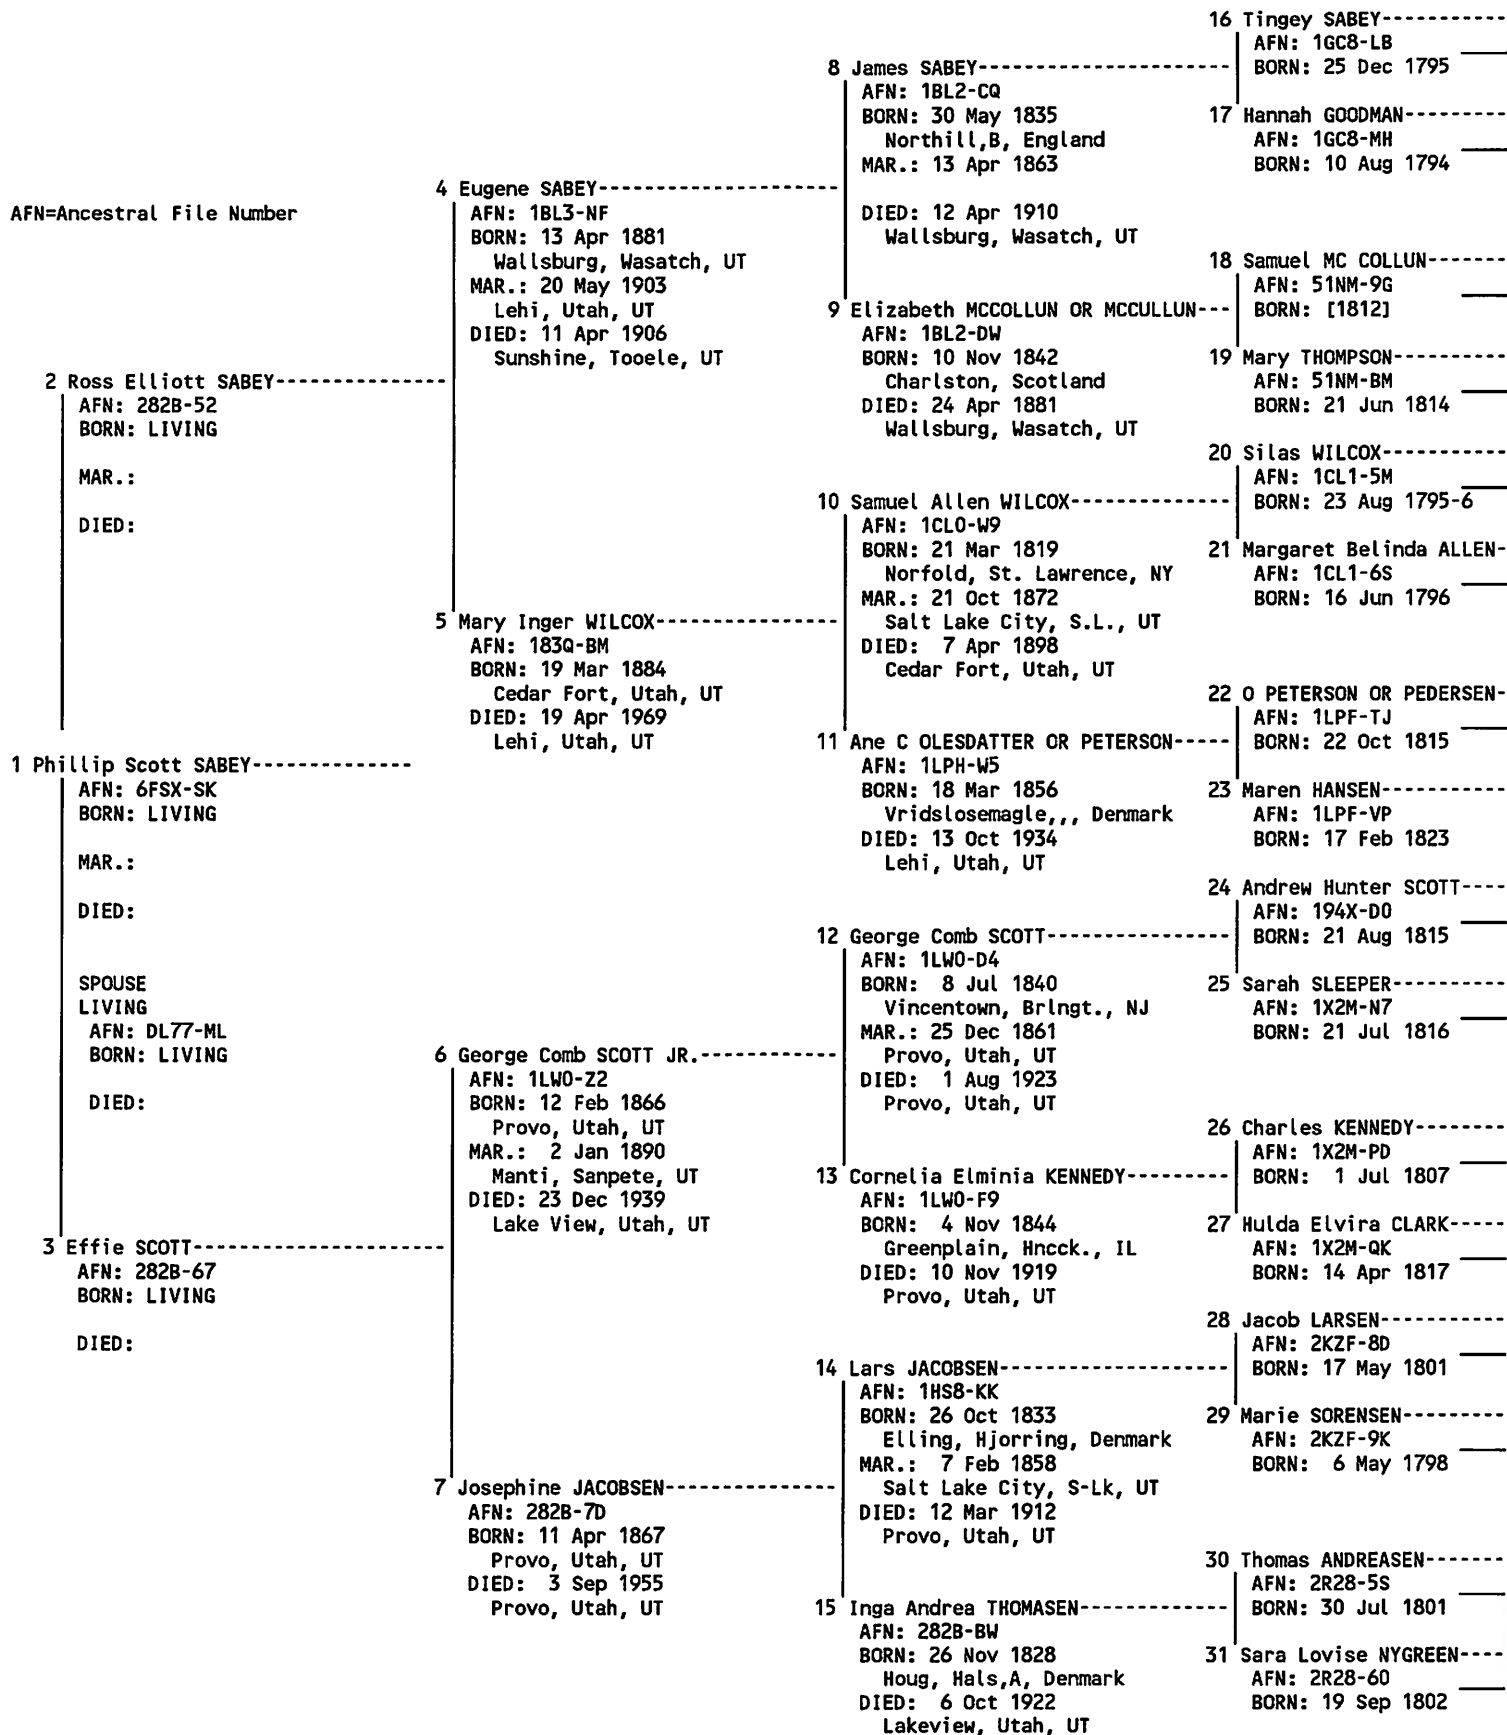 AFN=Ancestral File Number
1 Phillip Scott SABEY-------------
AFN: 6FSX-SK
BORN: LIVING
MAR.:
DIED:
SPOUSE
LIVING
AFN: DL77-ML
BORN: LIVING
DIED:
2 Ross Elliott SABEY--------------
AFN: 282B-52
BORN: LIVING
MAR.:
DIED:
3 Effie SCOTT---------------------
AFN: 282B-67
BORN: LIVING
DIED:
4 Eugene SABEY--------------------
AFN: 1BL3-NF
BORN: 13 Apr 1881
Wallsburg, Wasatch, UT
MAR.: 20 May 1903
Lehi, Utah, UT
DIED: 11 Apr 1906
Sunshine, Tooele, UT
5 Mary Inger WILCOX---------------
AFN: 183Q-BM
BORN: 19 Mar 1884
Cedar Fort, Utah, UT
DIED: 19 Apr 1969
Lehi, Utah, UT
6 George Comb SCOTT JR.-----------
AFN: 1LW0-Z2
BORN: 12 Feb 1866
Provo, Utah, UT
MAR.: 2 Jan 1890
Manti, Sanpete, UT
DIED: 23 Dec 1939
Lake View, Utah, UT
7 Josephine JACOBSEN--------------
AFN: 282B-7D
BORN: 11 Apr 1867
Provo, Utah, UT
DIED: 3 Sep 1955
Provo, Utah, UT
8 James SABEY---------------------
AFN: 1BL2-CQ
BORN: 30 May 1835
Northill,B, England
MAR.: 13 Apr 1863
DIED: 12 Apr 1910
Wallsburg, Wasatch, UT
9 Elizabeth MCCOLLUN OR MCCULLUN---
AFN: 1BL2-DW
BORN: 10 Nov 1842
Charlston, Scotland
DIED: 24 Apr 1881
Wallsburg, Wasatch, UT
10 Samuel Allen WILCOX-------------
AFN: 1CL0-W9
BORN: 21 Mar 1819
Norfold, St. Lawrence, NY
MAR.: 21 Oct 1872
Salt Lake City, S.L., UT
DIED: 7 Apr 1898
Cedar Fort, Utah, UT
11 Ane C OLESDATTER OR PETERSON-----
AFN: 1LPH-W5
BORN: 18 Mar 1856
Vridslosemagle,,, Denmark
DIED: 13 Oct 1934
Lehi, Utah, UT
12 George Comb SCOTT---------------
AFN: 1LW0-D4
BORN: 8 Jul 1840
Vincentown, Brlngt., NJ
MAR.: 25 Dec 1861
Provo, Utah, UT
DIED: 1 Aug 1923
Provo, Utah, UT
13 Cornelia Elminia KENNEDY--------
AFN: 1LW0-F9
BORN: 4 Nov 1844
Greenplain, Hncck., IL
DIED: 10 Nov 1919
Provo, Utah, UT
14 Lars JACOBSEN-------------------
AFN: 1HS8-KK
BORN: 26 Oct 1833
Elling, Hjorring, Denmark
MAR.: 7 Feb 1858
Salt Lake City, S-Lk, UT
DIED: 12 Mar 1912
Provo, Utah, UT
15 Inga Andrea THOMASEN------------
AFN: 282B-BW
BORN: 26 Nov 1828
Houg, Hals,A, Denmark
DIED: 6 Oct 1922
Lakeview, Utah, UT
16 Tingey SABEY-----------
AFN: 1GC8-LB
BORN: 25 Dec 1795
17 Hannah GOODMAN---------
AFN: 1GC8-MH
BORN: 10 Aug 1794
18 Samuel MC COLLUN-------
AFN: 51NM-9G
BORN: [1812]
19 Mary THOMPSON----------
AFN: 51NM-BM
BORN: 21 Jun 1814
20 Silas WILCOX-----------
AFN: 1CL1-5M
BORN: 23 Aug 1795-6
21 Margaret Belinda ALLEN-
AFN: 1CL1-6S
BORN: 16 Jun 1796
22 O PETERSON OR PEDERSEN-
AFN: 1LPF-TJ
BORN: 22 Oct 1815
23 Maren HANSEN-----------
AFN: 1LPF-VP
BORN: 17 Feb 1823
24 Andrew Hunter SCOTT----
AFN: 194X-D0
BORN: 21 Aug 1815
25 Sarah SLEEPER----------
AFN: 1X2M-N7
BORN: 21 Jul 1816
26 Charles KENNEDY--------
AFN: 1X2M-PD
BORN: 1 Jul 1807
27 Hulda Elvira CLARK-----
AFN: 1X2M-QK
BORN: 14 Apr 1817
28 Jacob LARSEN-----------
AFN: 2KZF-8D
BORN: 17 May 1801
29 Marie SORENSEN---------
AFN: 2KZF-9K
BORN: 6 May 1798
30 Thomas ANDREASEN-------
AFN: 2R28-5S
BORN: 30 Jul 1801
31 Sara Lovise NYGREEN----
AFN: 2R28-60
BORN: 19 Sep 1802